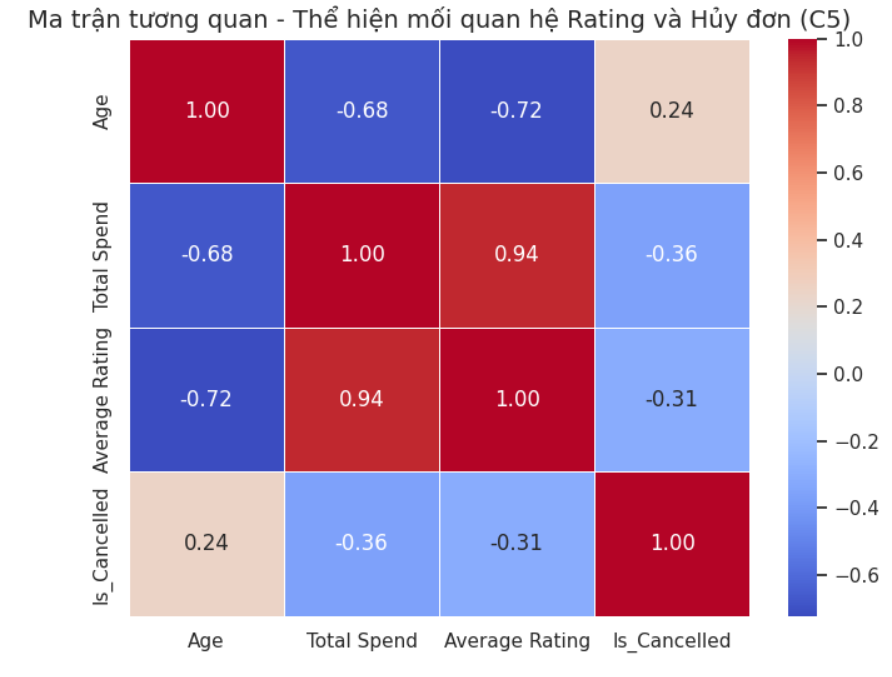 Ma trận tương quan - Thể hiện mối quan hệ Rating và Hủy đơn (C5)
Age
1.00
-0.68
-0.72
0.24
Total Spend
-0.68
1.00
0.94
-0.36
Average Rating
-0.72
0.94
1.00
-0.31
Is_Cancelled
0.24
-0.36
-0.31
1.00
Age
Total Spend
Average Rating
Is_Cancelled
1.0
0.8
0.6
0.4
0.2
0.0
−0.2
−0.4
−0.6